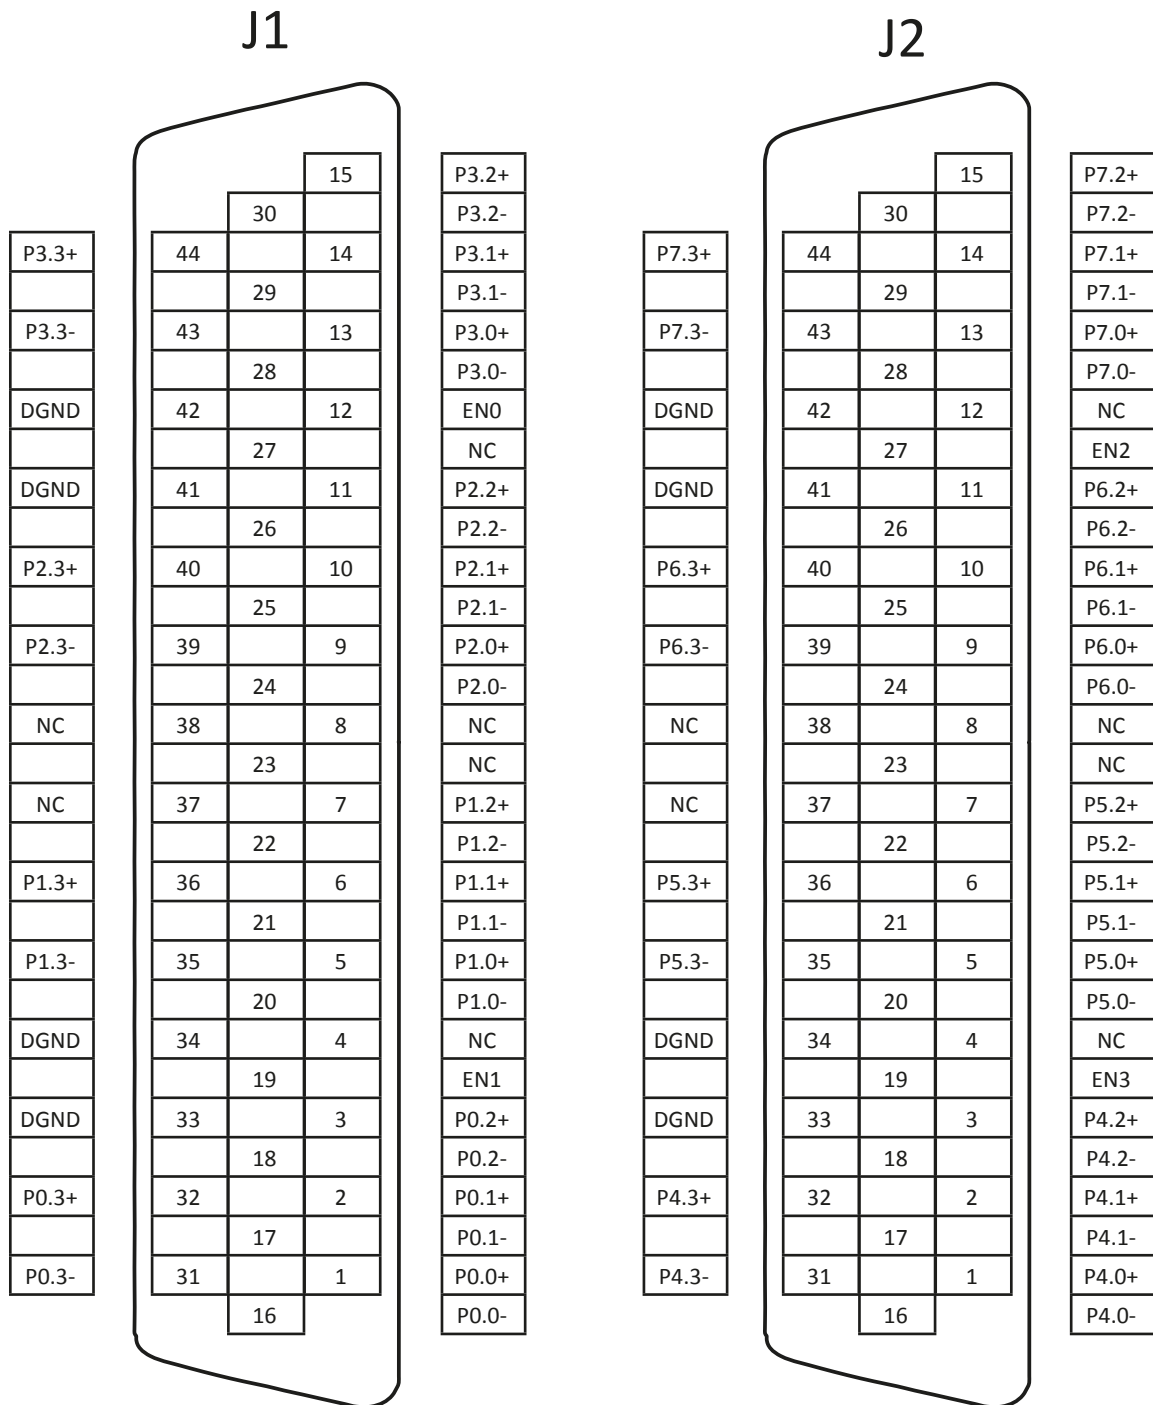 J1 J2
15 P3.2+ 15 P7.2+
30 P3.2- 30 P7.2-
P3.3+ 44 14 P3.1+ P7.3+ 44 14 P7.1+
29 P3.1- 29 P7.1-
P3.3- 43 13 P3.0+ P7.3- 43 13 P7.0+
28 P3.0- 28 P7.0-
DGND 42 12 EN0 DGND 42 12 NC
27 NC 27 EN2
DGND 41 11 P2.2+ DGND 41 11 P6.2+
26 P2.2- 26 P6.2-
P2.3+ 40 10 P2.1+ P6.3+ 40 10 P6.1+
25 P2.1- 25 P6.1-
P2.3- 39 9 P2.0+ P6.3- 39 9 P6.0+
24 P2.0- 24 P6.0-
NC 38 8 NC NC 38 8 NC
23 NC 23 NC
NC 37 7 P1.2+ NC 37 7 P5.2+
22 P1.2- 22 P5.2-
P1.3+ 36 6 P1.1+ P5.3+ 36 6 P5.1+
21 P1.1- 21 P5.1-
P1.3- 35 5 P1.0+ P5.3- 35 5 P5.0+
20 P1.0- 20 P5.0-
DGND 34 4 NC DGND 34 4 NC
19 EN1 19 EN3
DGND 33 3 P0.2+ DGND 33 3 P4.2+
18 P0.2- 18 P4.2-
P0.3+ 32 2 P0.1+ P4.3+ 32 2 P4.1+
17 P0.1- 17 P4.1-
P0.3- 31 1 P0.0+ P4.3- 31 1 P4.0+
16 P0.0- 16 P4.0-